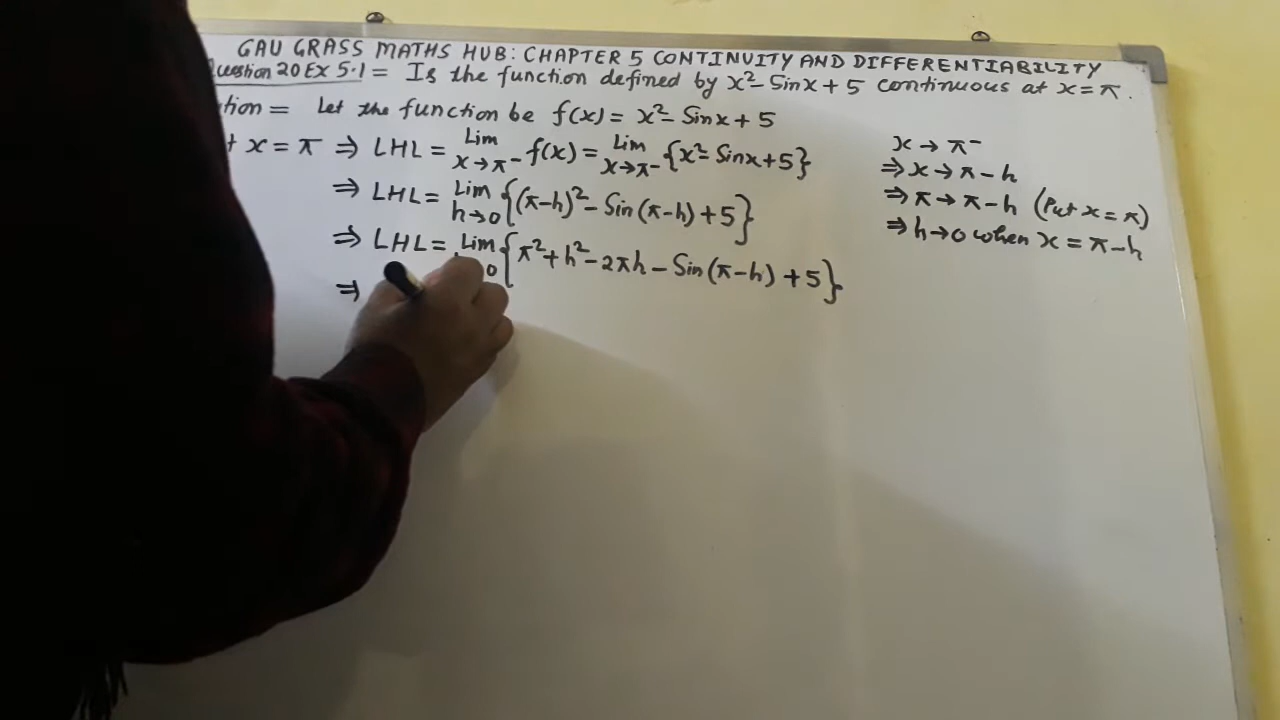 GAU GRASS MATHS HUB: CHAPTER 5 CONTINUITY AND DIFFERENTIABILITY
Question 20 Ex 5.1 = Is the function defined by x² - Sinx + 5 continuous at x = π.
tion = Let the function be f(x) = x² - Sinx + 5
t x = π ⇒ LHL = Lim x→π⁻ f(x) = Lim x→π⁻ {x² - Sinx + 5}
⇒ LHL = Lim h→0 {(π-h)² - Sin(π-h) + 5}
⇒ LHL = Lim 0 {π² + h² - 2πh - Sin(π-h) + 5}
⇒
x → π⁻
⇒ x → π - h
⇒ π → π - h (Put x = π)
⇒ h→0 when x = π - h